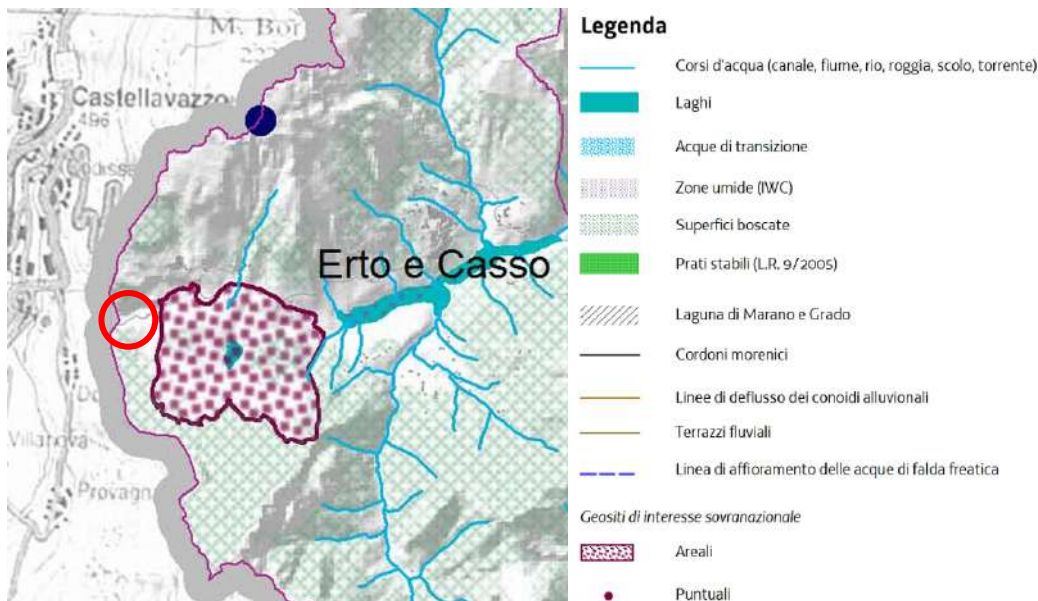 M. Boi
Castellavazzo
496
Erto e Casso
Villanova
Provagn
Legenda
Corsi d'acqua (canale, fiume, rio, roggia, scolo, torrente)
Laghi
Acque di transizione
Zone umide (IWC)
Superfici boscate
Prati stabili (L.R. 9/2005)
Laguna di Marano e Grado
Cordoni morenici
Linee di deflusso dei conoidi alluvionali
Terrazzi fluviali
Linea di affioramento delle acque di falda freatica
Geositi di interesse sovranazionale
Areali
Puntuali